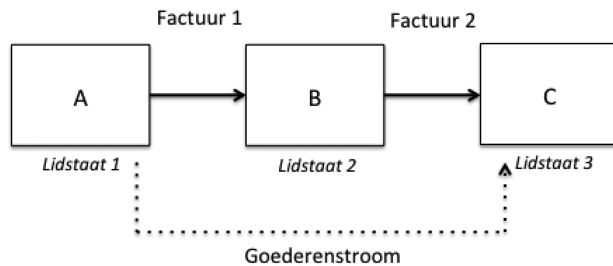 Factuur 1
Factuur 2
A
B
C
Lidstaat 1
Lidstaat 2
Lidstaat 3
Goederenstroom